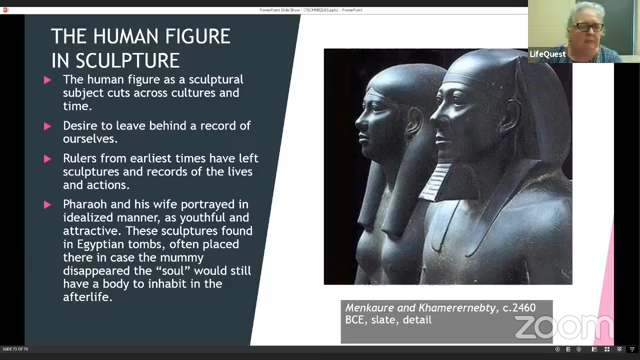 [TECHNIQUES].pptx - PowerPoint
THE HUMAN FIGURE
IN SCULPTURE
The human figure as a sculptural
subject cuts across cultures and
time.
Desire to leave behind a record of
ourselves.
Rulers from earliest times have left
sculptures and records of the lives
and actions.
Pharaoh and his wife portrayed in
idealized manner, as youthful and
attractive. These sculptures found
in Egyptian tombs, often placed
there in case the mummy
disappeared the “soul” would still
have a body to inhabit in the
afterlife.
LifeQuest
Menkaure and Khamerernebty, c.2460
BCE, slate, detail
zoom